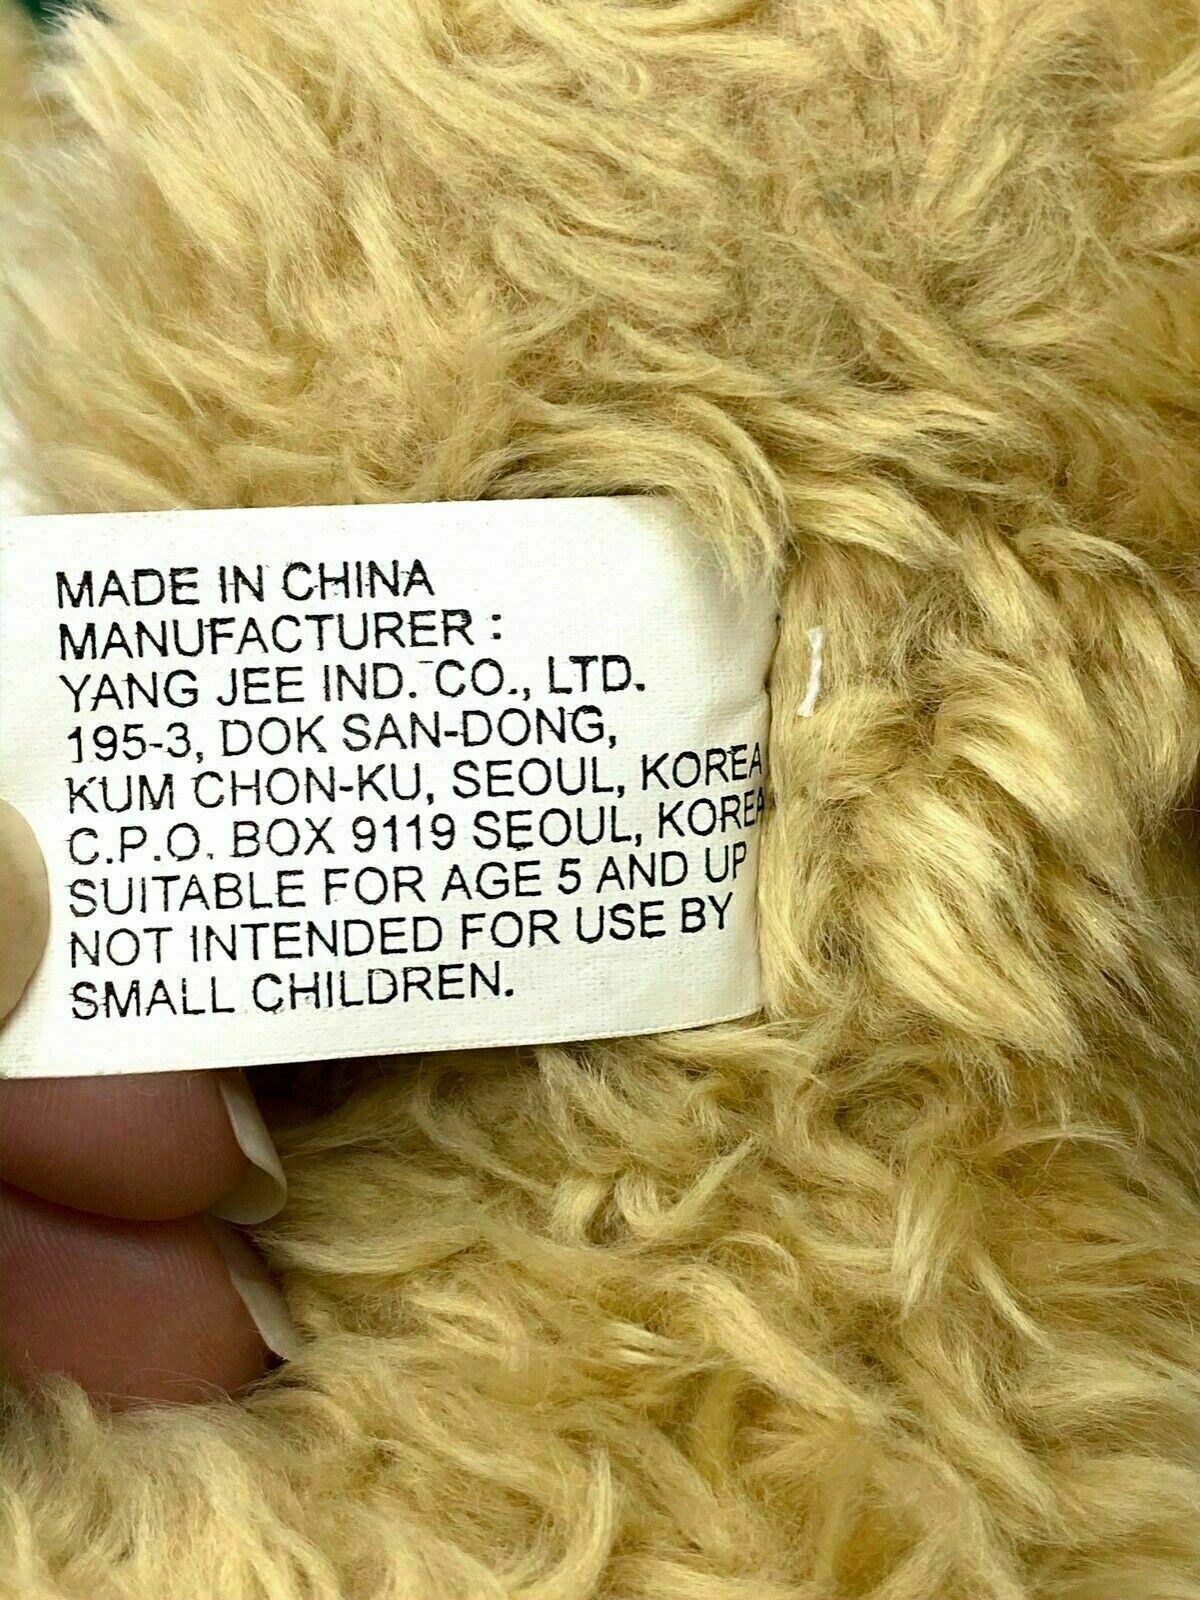 MADE IN CHINA
MANUFACTURER :
YANG JEE IND. CO., LTD.
195-3, DOK SAN-DONG,
KUM CHON-KU, SEOUL, KOREA
C.P.O. BOX 9119 SEOUL, KOREA
SUITABLE FOR AGE 5 AND UP
NOT INTENDED FOR USE BY
SMALL CHILDREN.